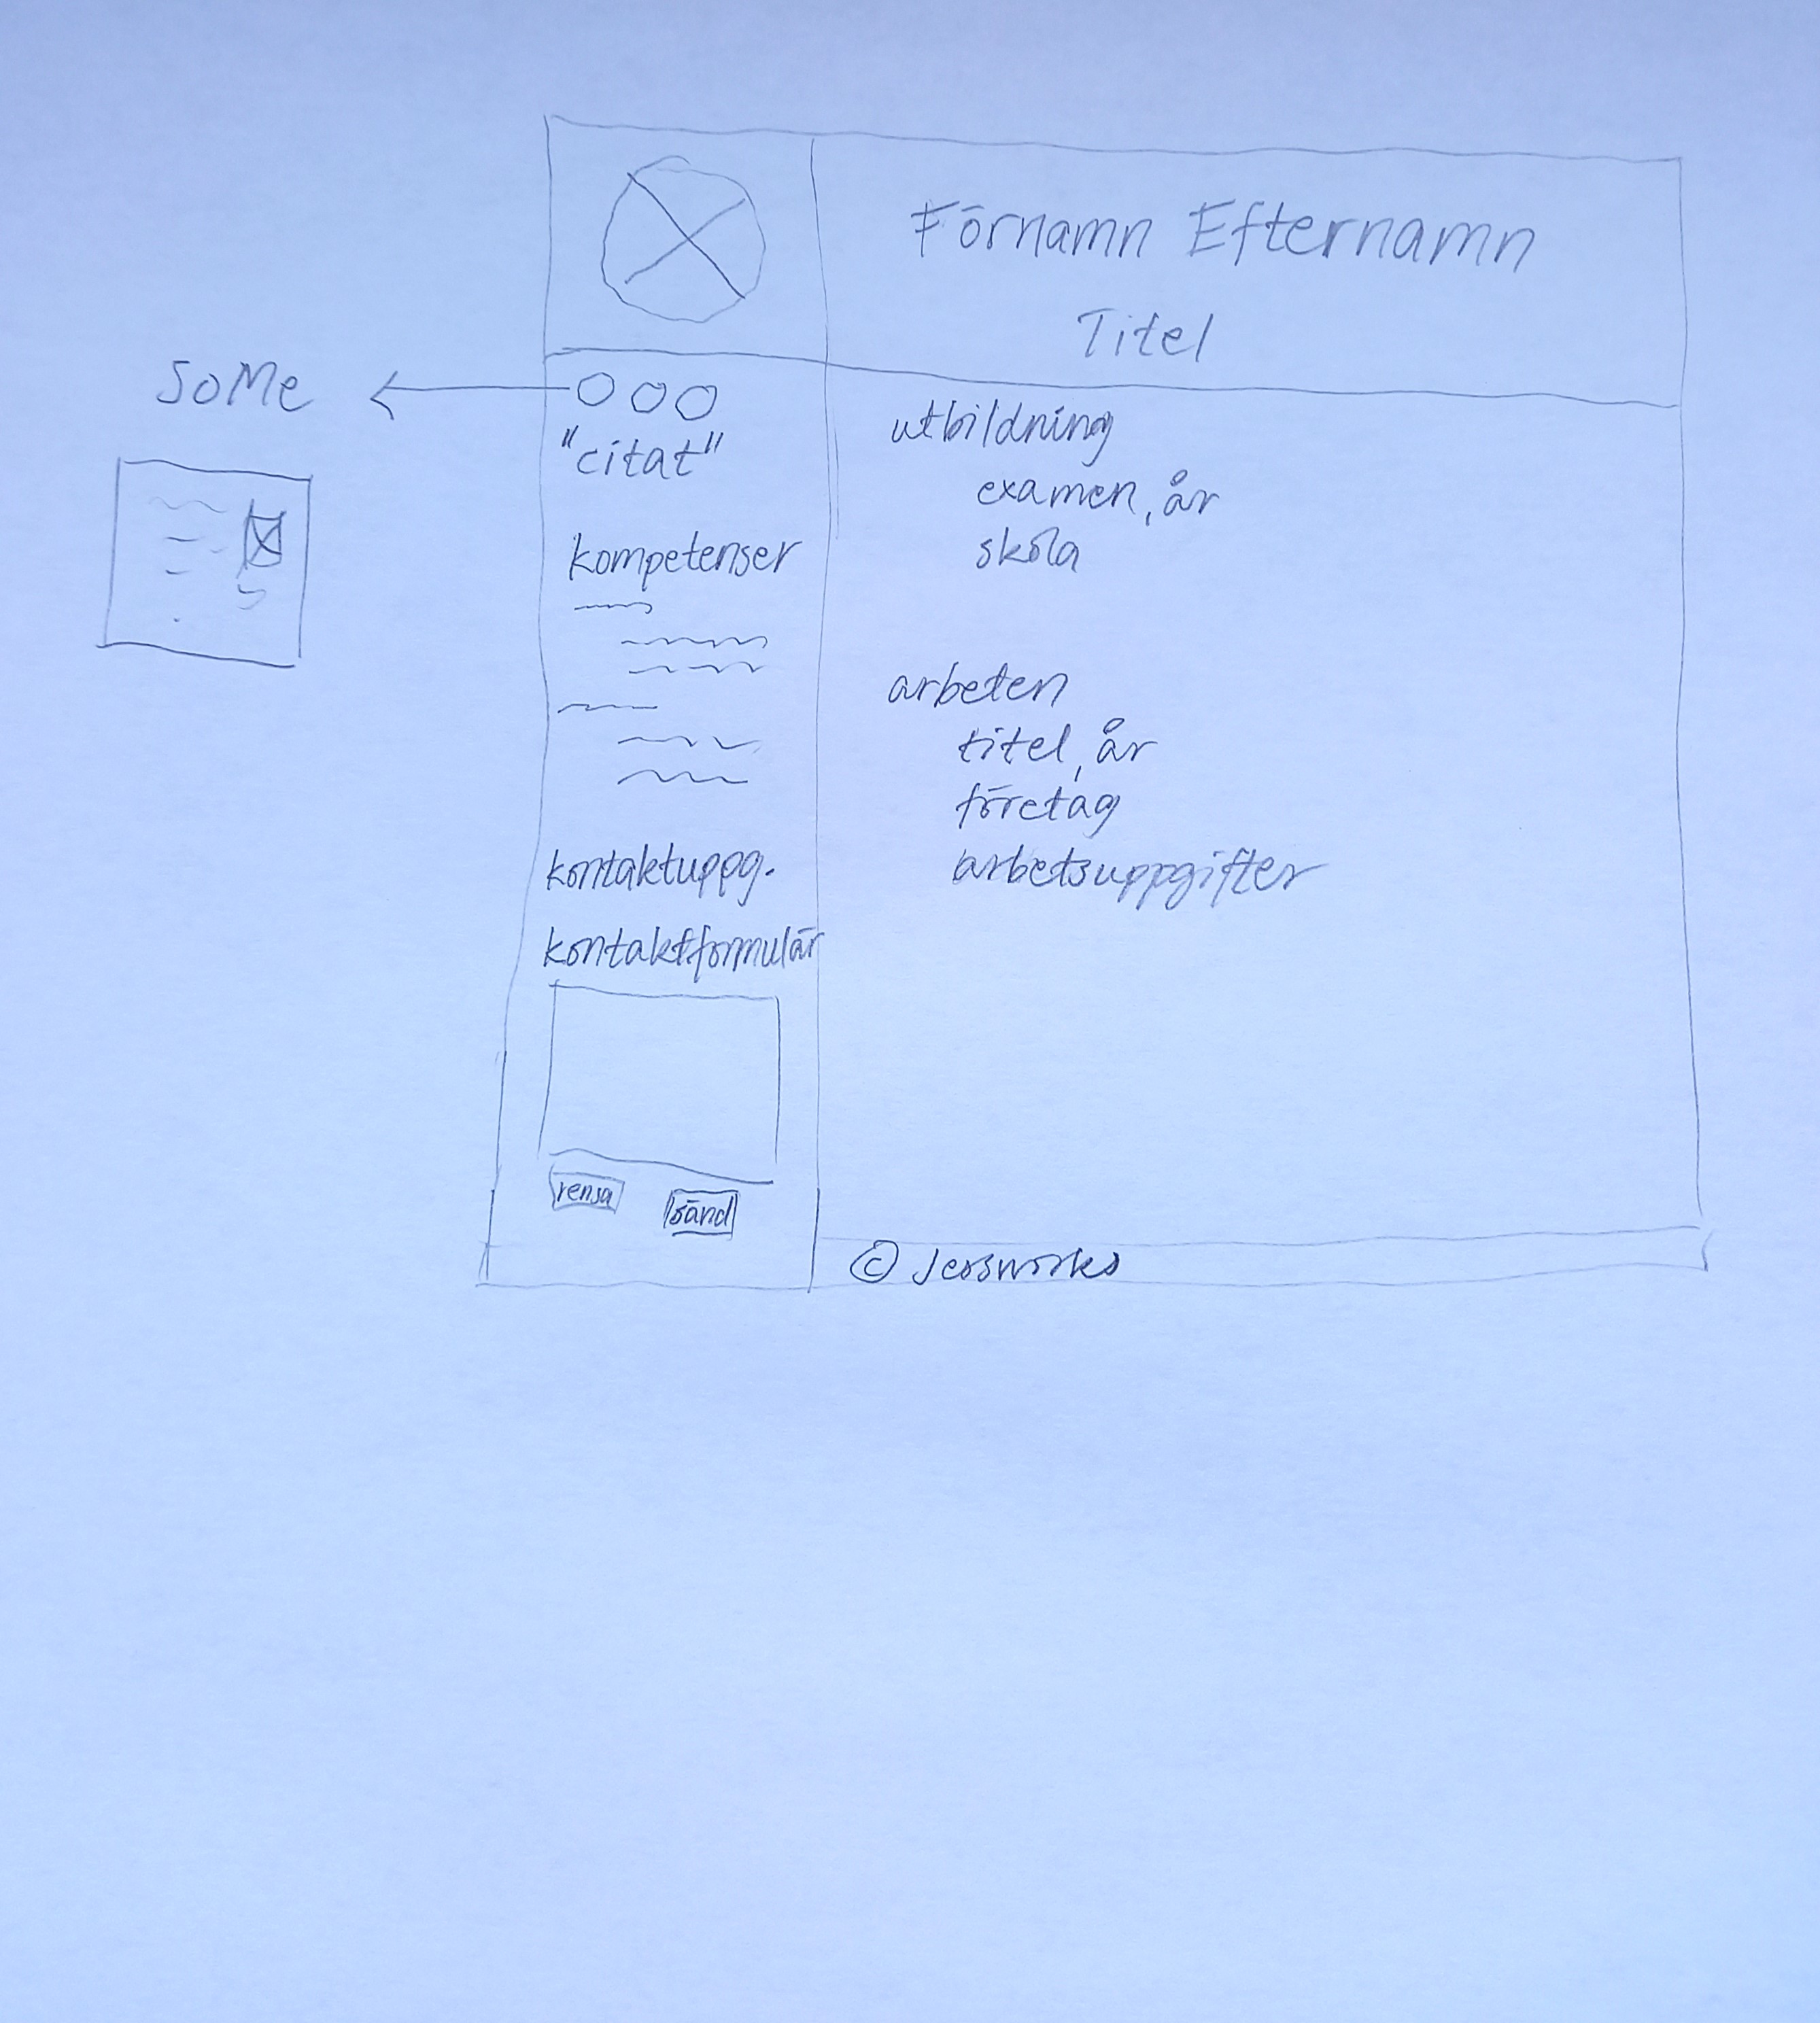 Förnamn Efternamn
Titel
SoMe
"citat"
kompetenser
kontaktuppg.
kontaktformulär
rensa
sänd
utbildning
examen, år
skola
arbeten
titel, år
företag
arbetsuppgifter
© Jessworks